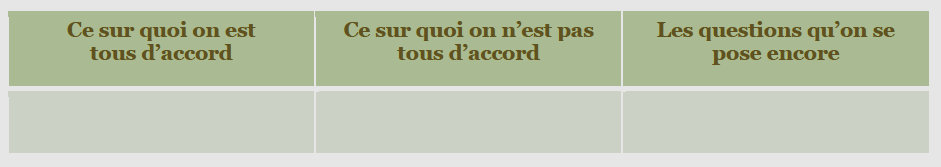 Ce sur quoi on est
tous d’accord
Ce sur quoi on n’est pas
tous d’accord
Les questions qu’on se
pose encore